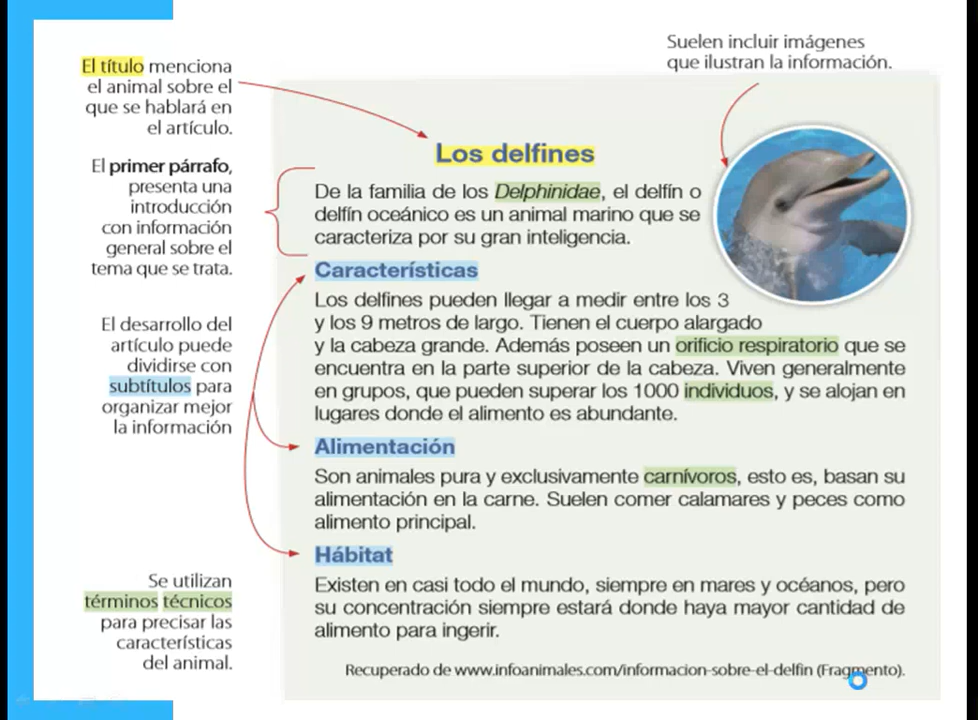 Suelen incluir imágenes
que ilustran la información.
El título menciona
el animal sobre el
que se hablará en
el artículo.
El primer párrafo,
presenta una
introducción
con información
general sobre el
tema que se trata.
El desarrollo del
artículo puede
dividirse con
subtítulos para
organizar mejor
la información
Se utilizan
términos técnicos
para precisar las
características
del animal.
Los delfines
De la familia de los Delphinidae, el delfín o
delfín oceánico es un animal marino que se
caracteriza por su gran inteligencia.
Características
Los delfines pueden llegar a medir entre los 3
y los 9 metros de largo. Tienen el cuerpo alargado
y la cabeza grande. Además poseen un orificio respiratorio que se
encuentra en la parte superior de la cabeza. Viven generalmente
en grupos, que pueden superar los 1000 individuos, y se alojan en
lugares donde el alimento es abundante.
Alimentación
Son animales pura y exclusivamente carnívoros, esto es, basan su
alimentación en la carne. Suelen comer calamares y peces como
alimento principal.
Hábitat
Existen en casi todo el mundo, siempre en mares y océanos, pero
su concentración siempre estará donde haya mayor cantidad de
alimento para ingerir.
Recuperado de www.infoanimales.com/informacion-sobre-el-delfin (Fragmento).